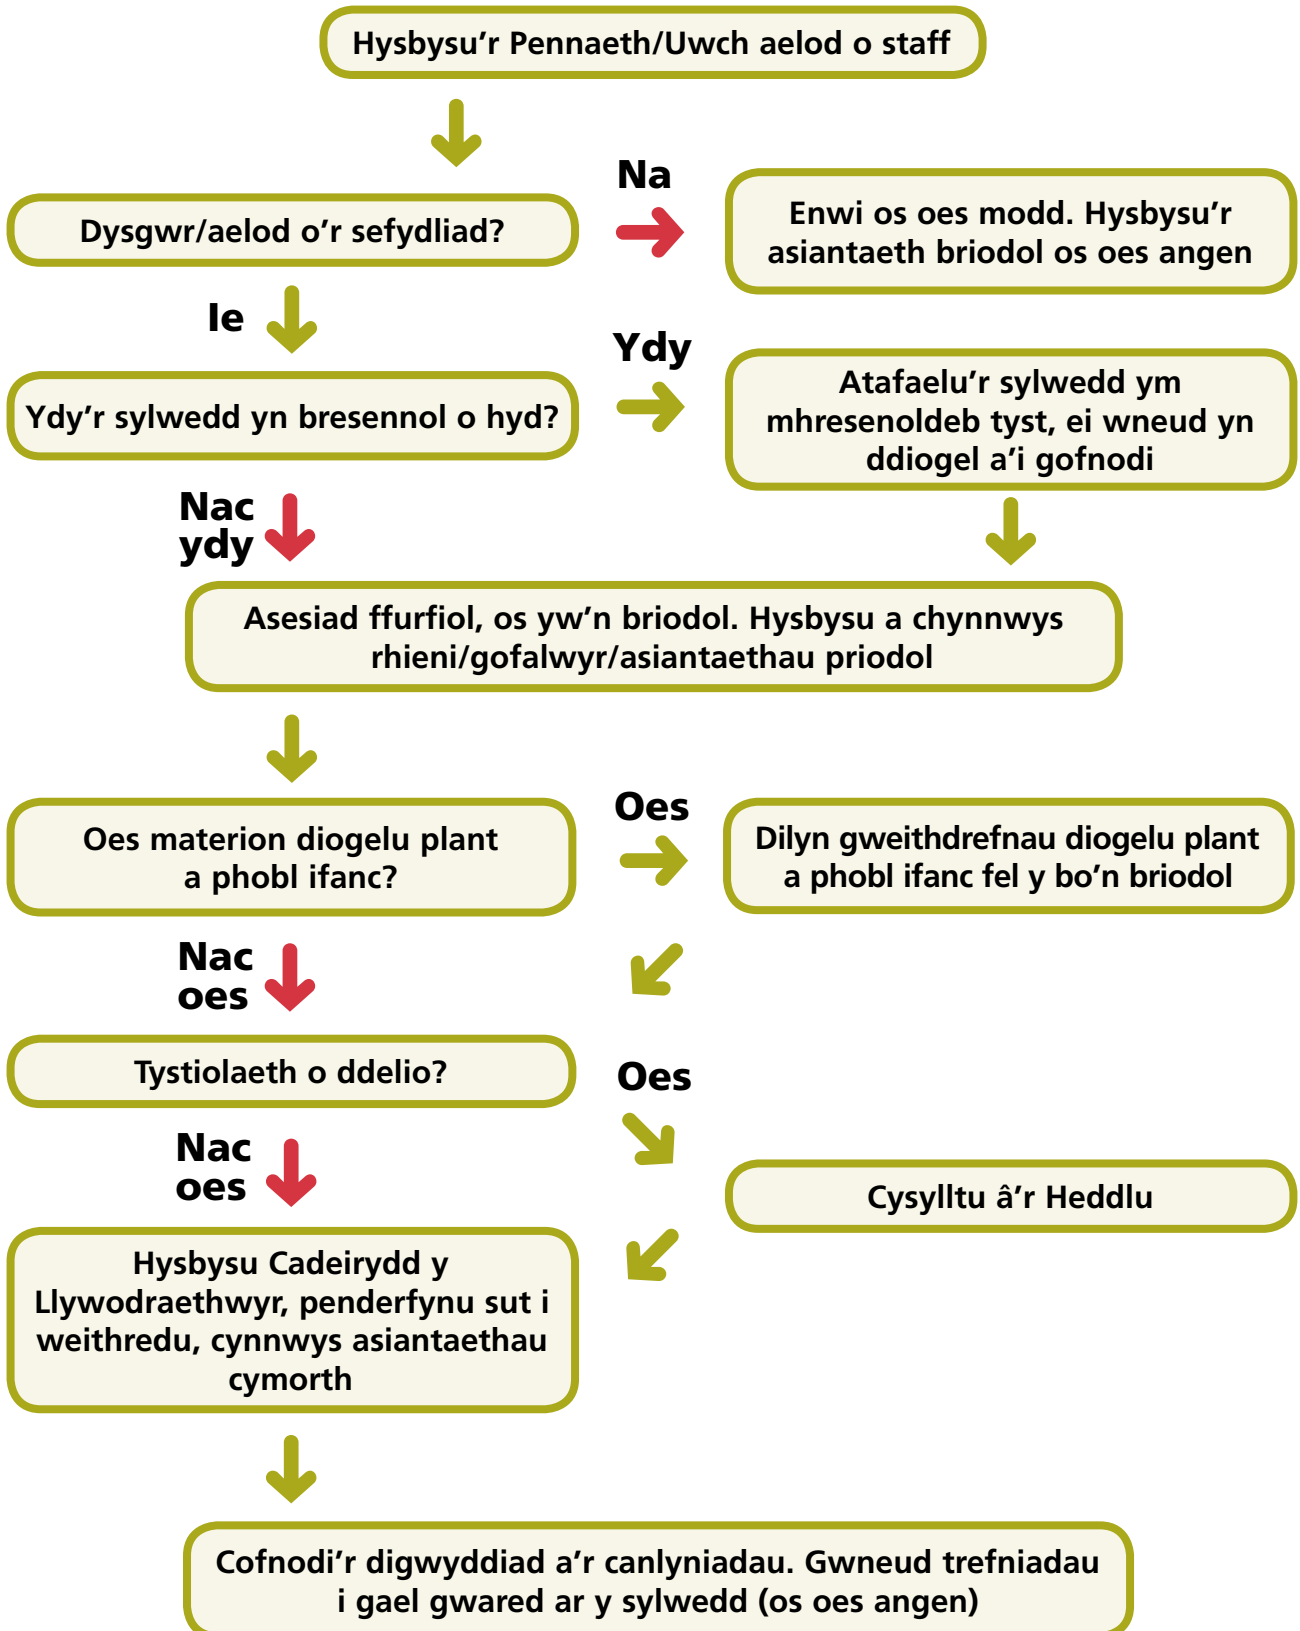 Hysbysu'r Pennaeth/Uwch aelod o staff
Na
Dysgwr/aelod o'r sefydliad?
Enwi os oes modd. Hysbysu'r
asiantaeth briodol os oes angen
Ie
Ydy
Ydy'r sylwedd yn bresennol o hyd?
Atafaelu'r sylwedd ym
mhresenoldeb tyst, ei wneud yn
ddiogel a'i gofnodi
Nac
ydy
Asesiad ffurfiol, os yw'n briodol. Hysbysu a chynnwys
rhieni/gofalwyr/asiantaethau priodol
Oes materion diogelu plant
a phobl ifanc?
Oes
Dilyn gweithdrefnau diogelu plant
a phobl ifanc fel y bo'n briodol
Nac
oes
Tystiolaeth o ddelio?
Oes
Nac
oes
Cysylltu â'r Heddlu
Hysbysu Cadeirydd y
Llywodraethwyr, penderfynu sut i
weithredu, cynnwys asiantaethau
cymorth
Cofnodi'r digwyddiad a'r canlyniadau. Gwneud trefniadau
i gael gwared ar y sylwedd (os oes angen)